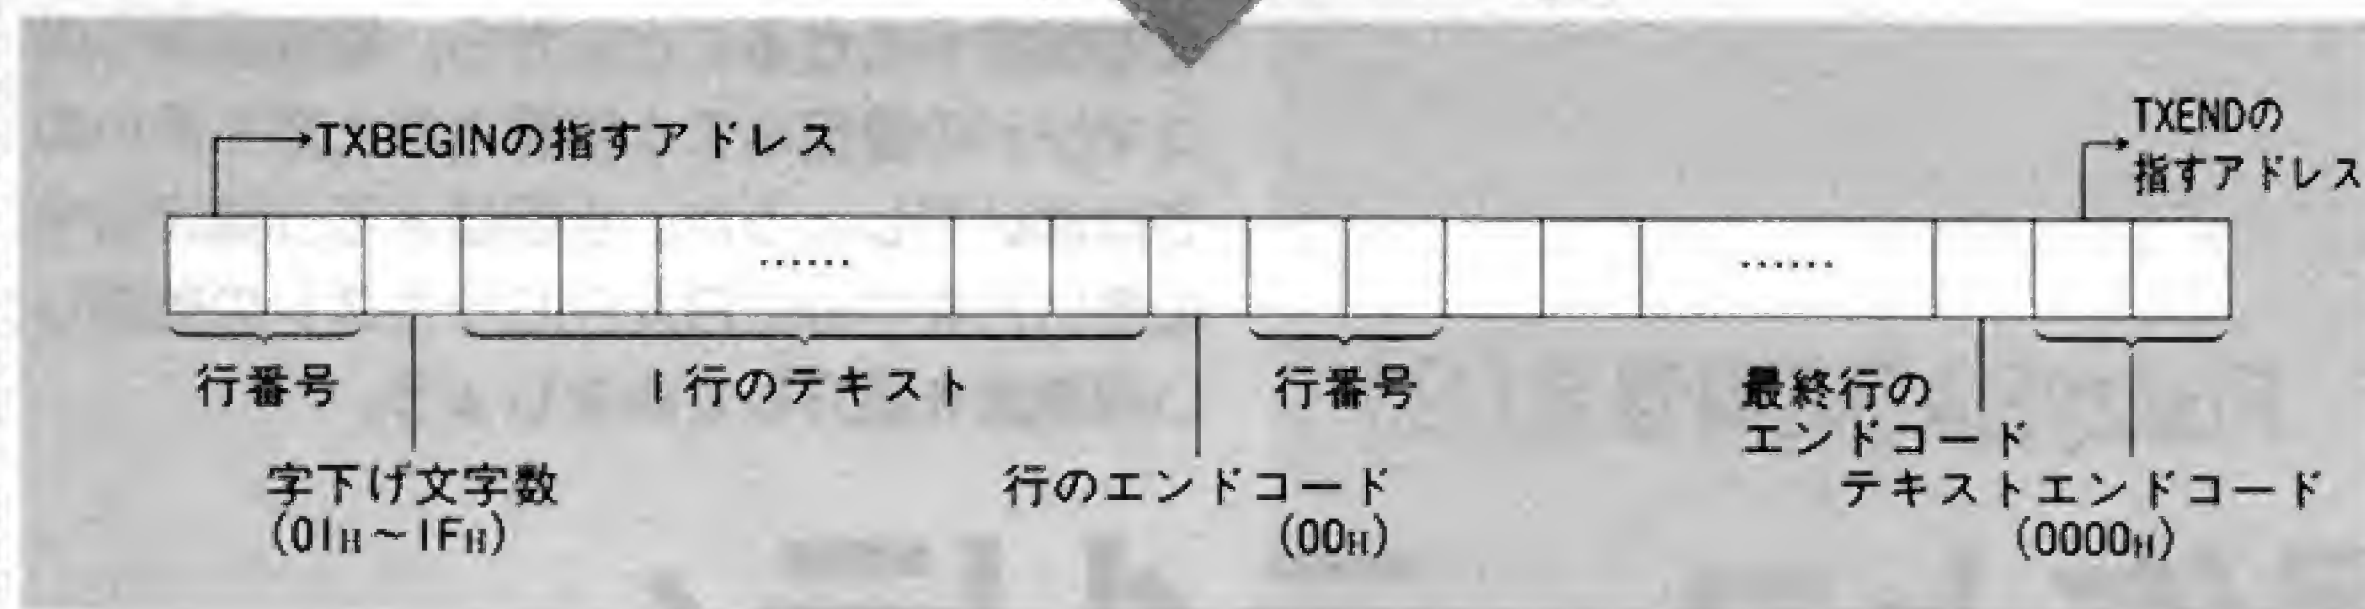 TXBEGINの指すアドレス
TXENDの
指すアドレス
……
……
行番号
1行のテキスト
行番号
最終行の
エンドコード
字下げ文字数
(01H～1FH)
行のエンドコード
(00H)
テキストエンドコード
(0000H)